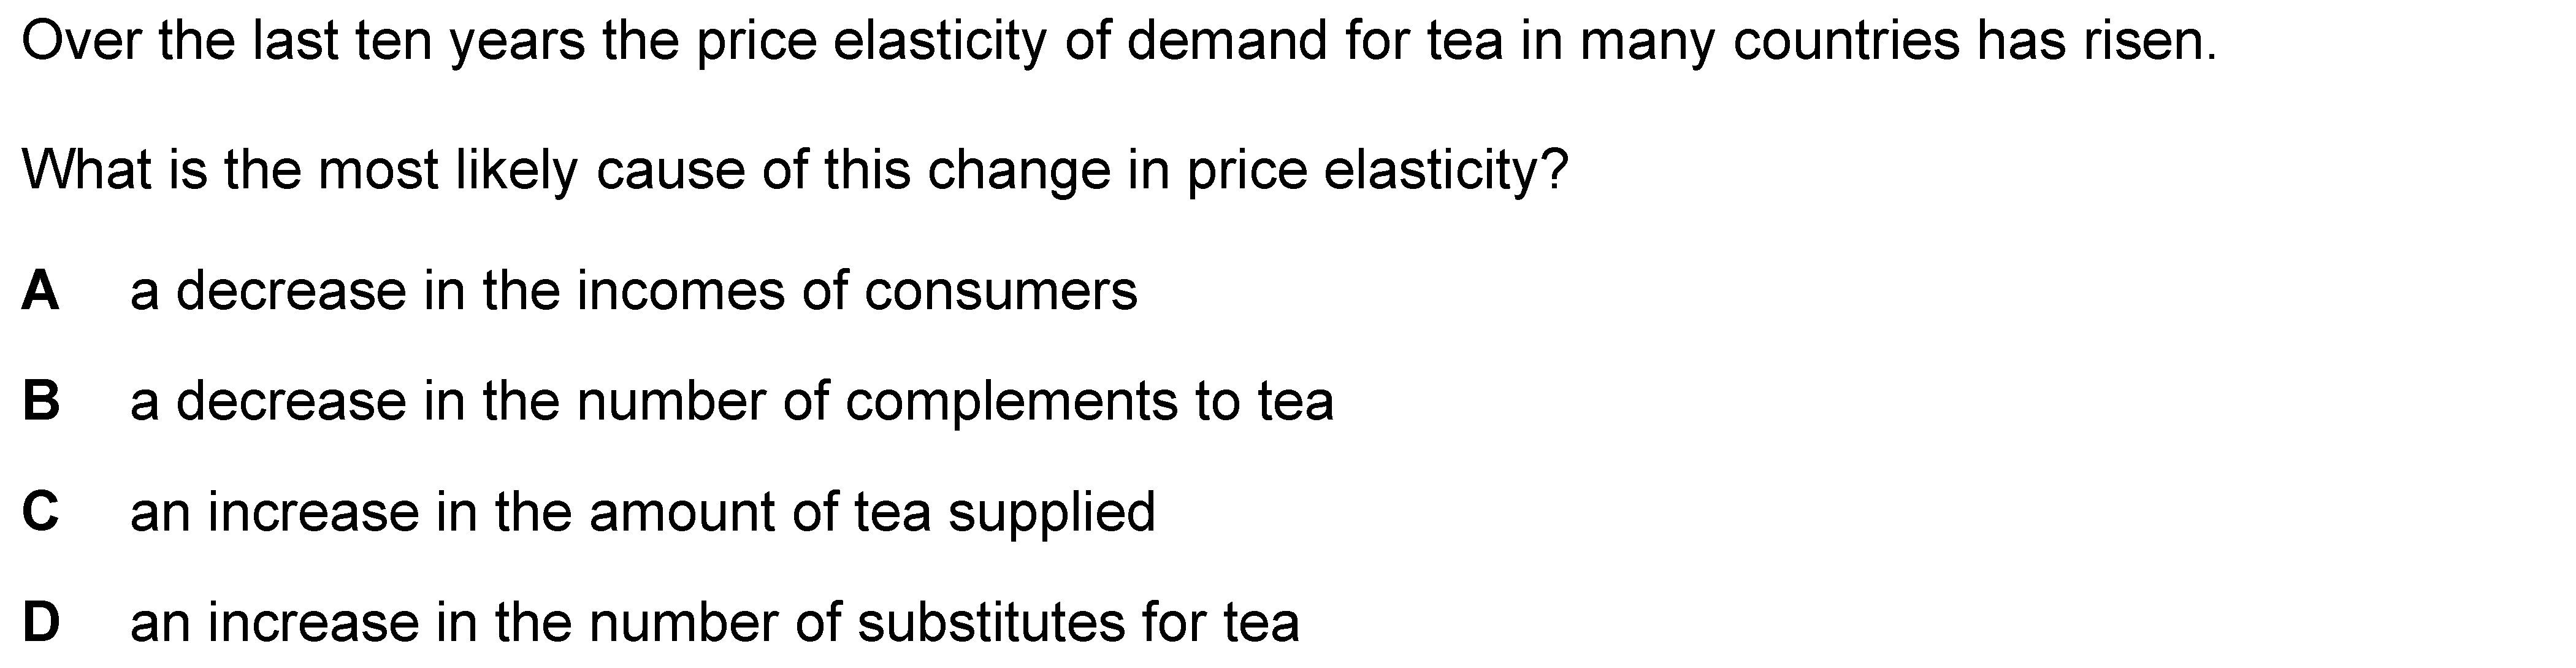 Over the last ten years the price elasticity of demand for tea in many countries has risen.
What is the most likely cause of this change in price elasticity?
A a decrease in the incomes of consumers
B a decrease in the number of complements to tea
C an increase in the amount of tea supplied
D an increase in the number of substitutes for tea